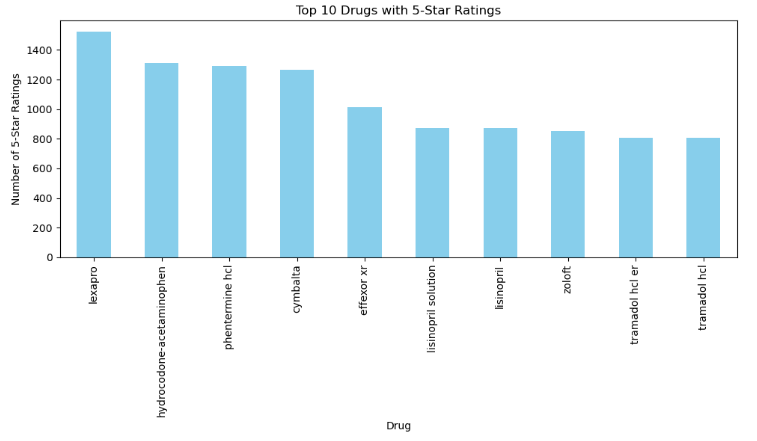 Top 10 Drugs with 5-Star Ratings
Number of 5-Star Ratings
1400
1200
1000
800
600
400
200
0
lexapro
hydrocodone-acetaminophen
phentermine hcl
cymbalta
effexor xr
lisinopril solution
lisinopril
zoloft
tramadol hcl er
tramadol hcl
Drug